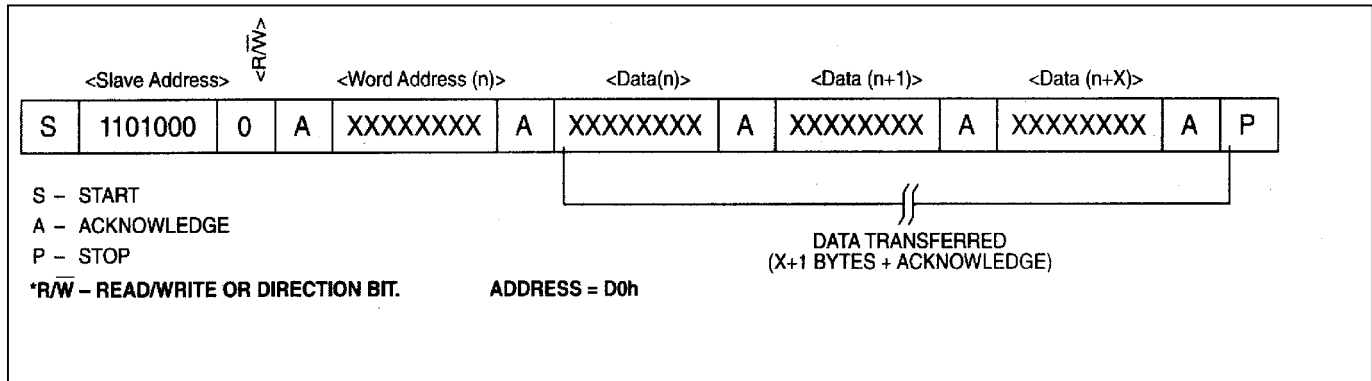 <R/W̅>
<Slave Address> <Word Address (n)> <Data(n)> <Data (n+1)> <Data (n+X)>
S 1101000 0 A XXXXXXXX A XXXXXXXX A XXXXXXXX A XXXXXXXX A P
S – START
A – ACKNOWLEDGE
P – STOP
*R/W̅ – READ/WRITE OR DIRECTION BIT. ADDRESS = D0h
DATA TRANSFERRED
(X+1 BYTES + ACKNOWLEDGE)